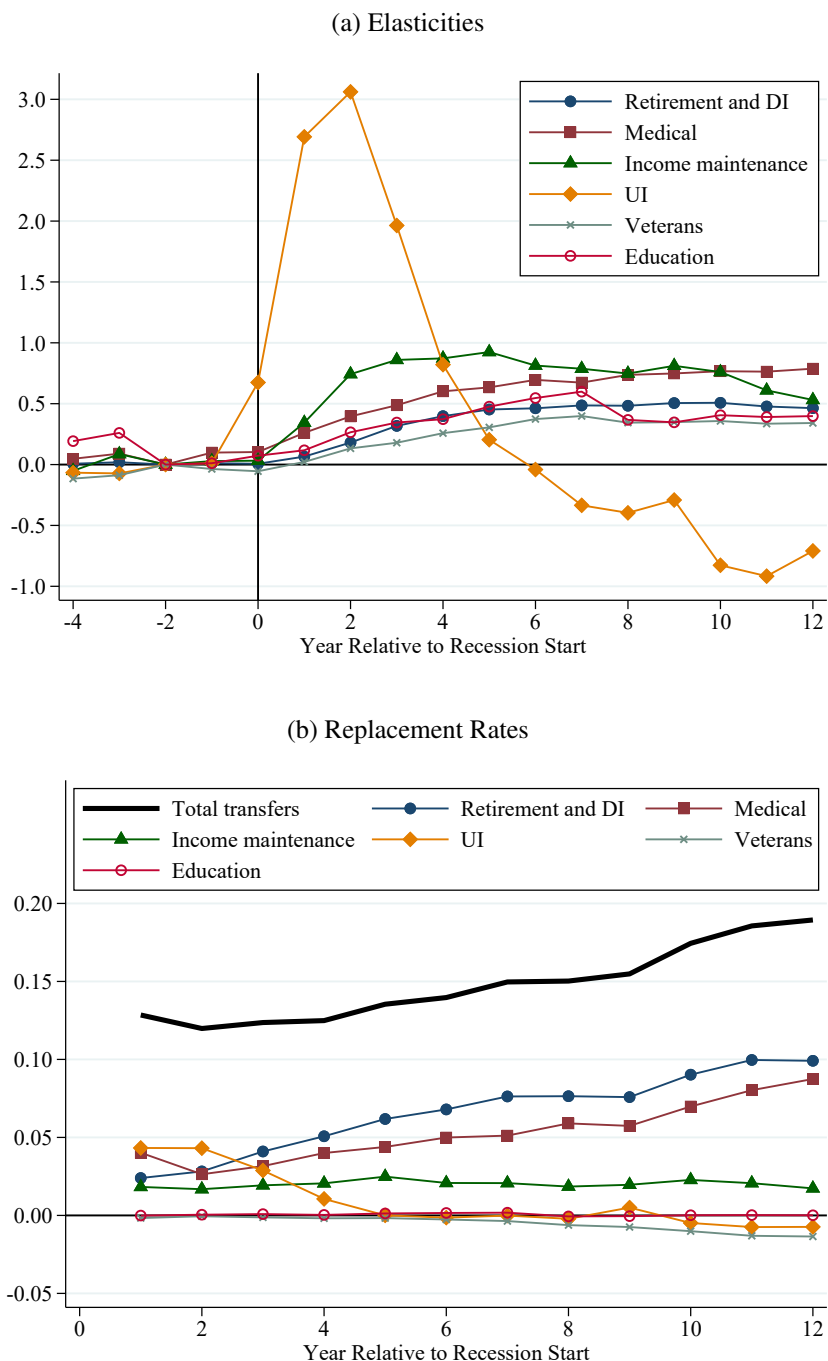 (a) Elasticities
3.0
2.5
2.0
1.5
1.0
0.5
0.0
-0.5
-1.0
Retirement and DI
Medical
Income maintenance
UI
Veterans
Education
-4 -2 0 2 4 6 8 10 12
Year Relative to Recession Start
(b) Replacement Rates
Total transfers Retirement and DI Medical
Income maintenance UI Veterans
Education
0.20
0.15
0.10
0.05
0.00
-0.05
0 2 4 6 8 10 12
Year Relative to Recession Start